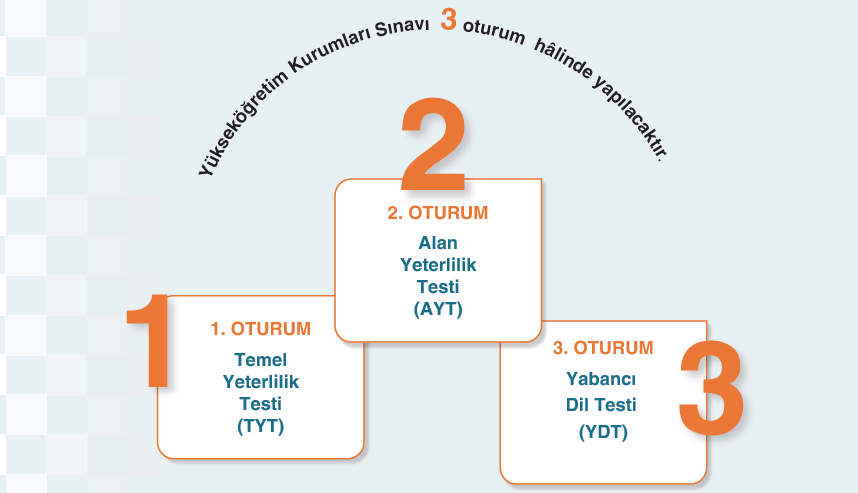 Yükseköğretim Kurumları Sınavı 3 oturum hâlinde yapılacaktır.
1
1. OTURUM
Temel
Yeterlilik
Testi
(TYT)
2
2. OTURUM
Alan
Yeterlilik
Testi
(AYT)
3
3. OTURUM
Yabancı
Dil Testi
(YDT)